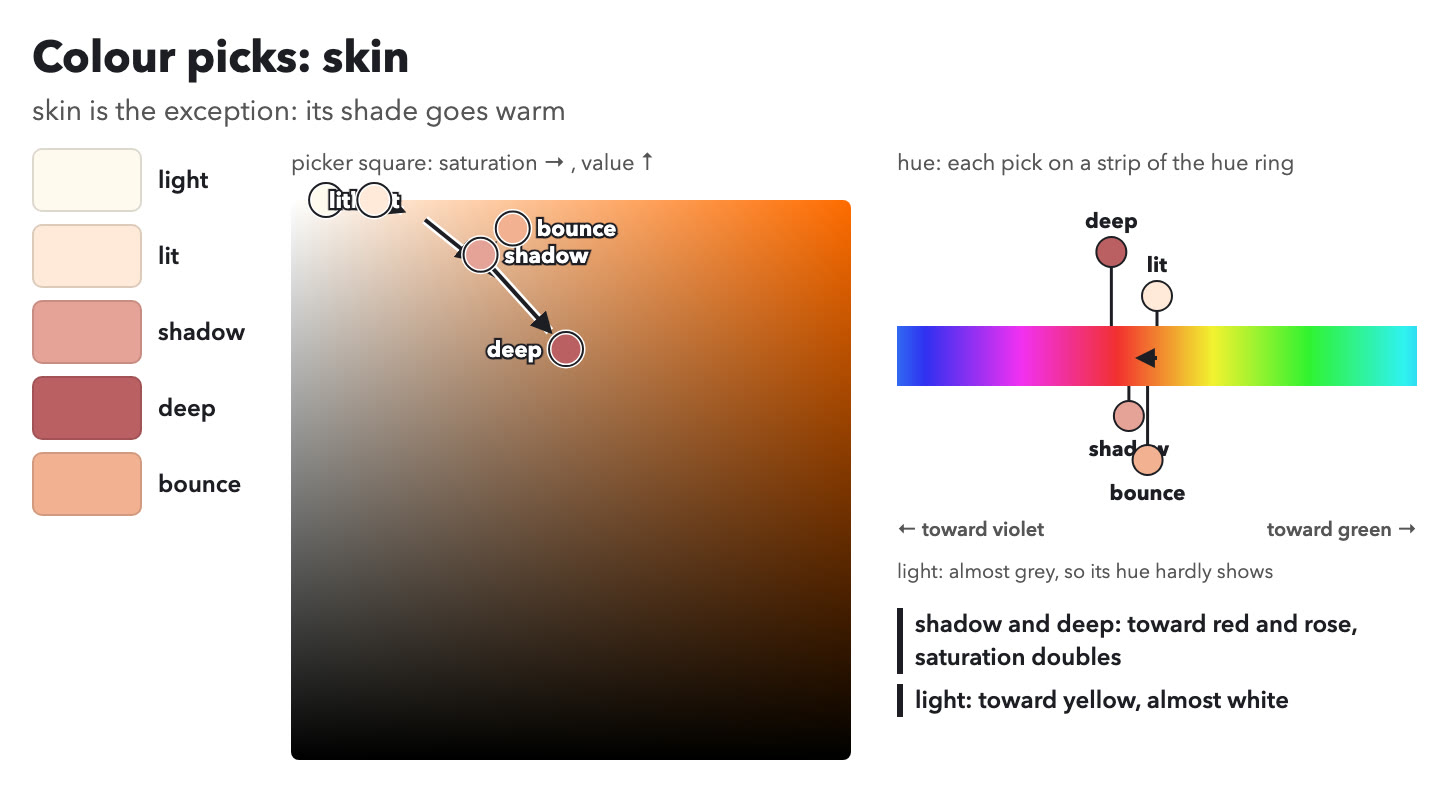 Colour picks: skin
skin is the exception: its shade goes warm
light
lit
shadow
deep
bounce
picker square: saturation → , value ↑
lit
bounce
shadow
deep
hue: each pick on a strip of the hue ring
deep
lit
bounce
← toward violet
toward green →
light: almost grey, so its hue hardly shows
shadow and deep: toward red and rose,
saturation doubles
light: toward yellow, almost white